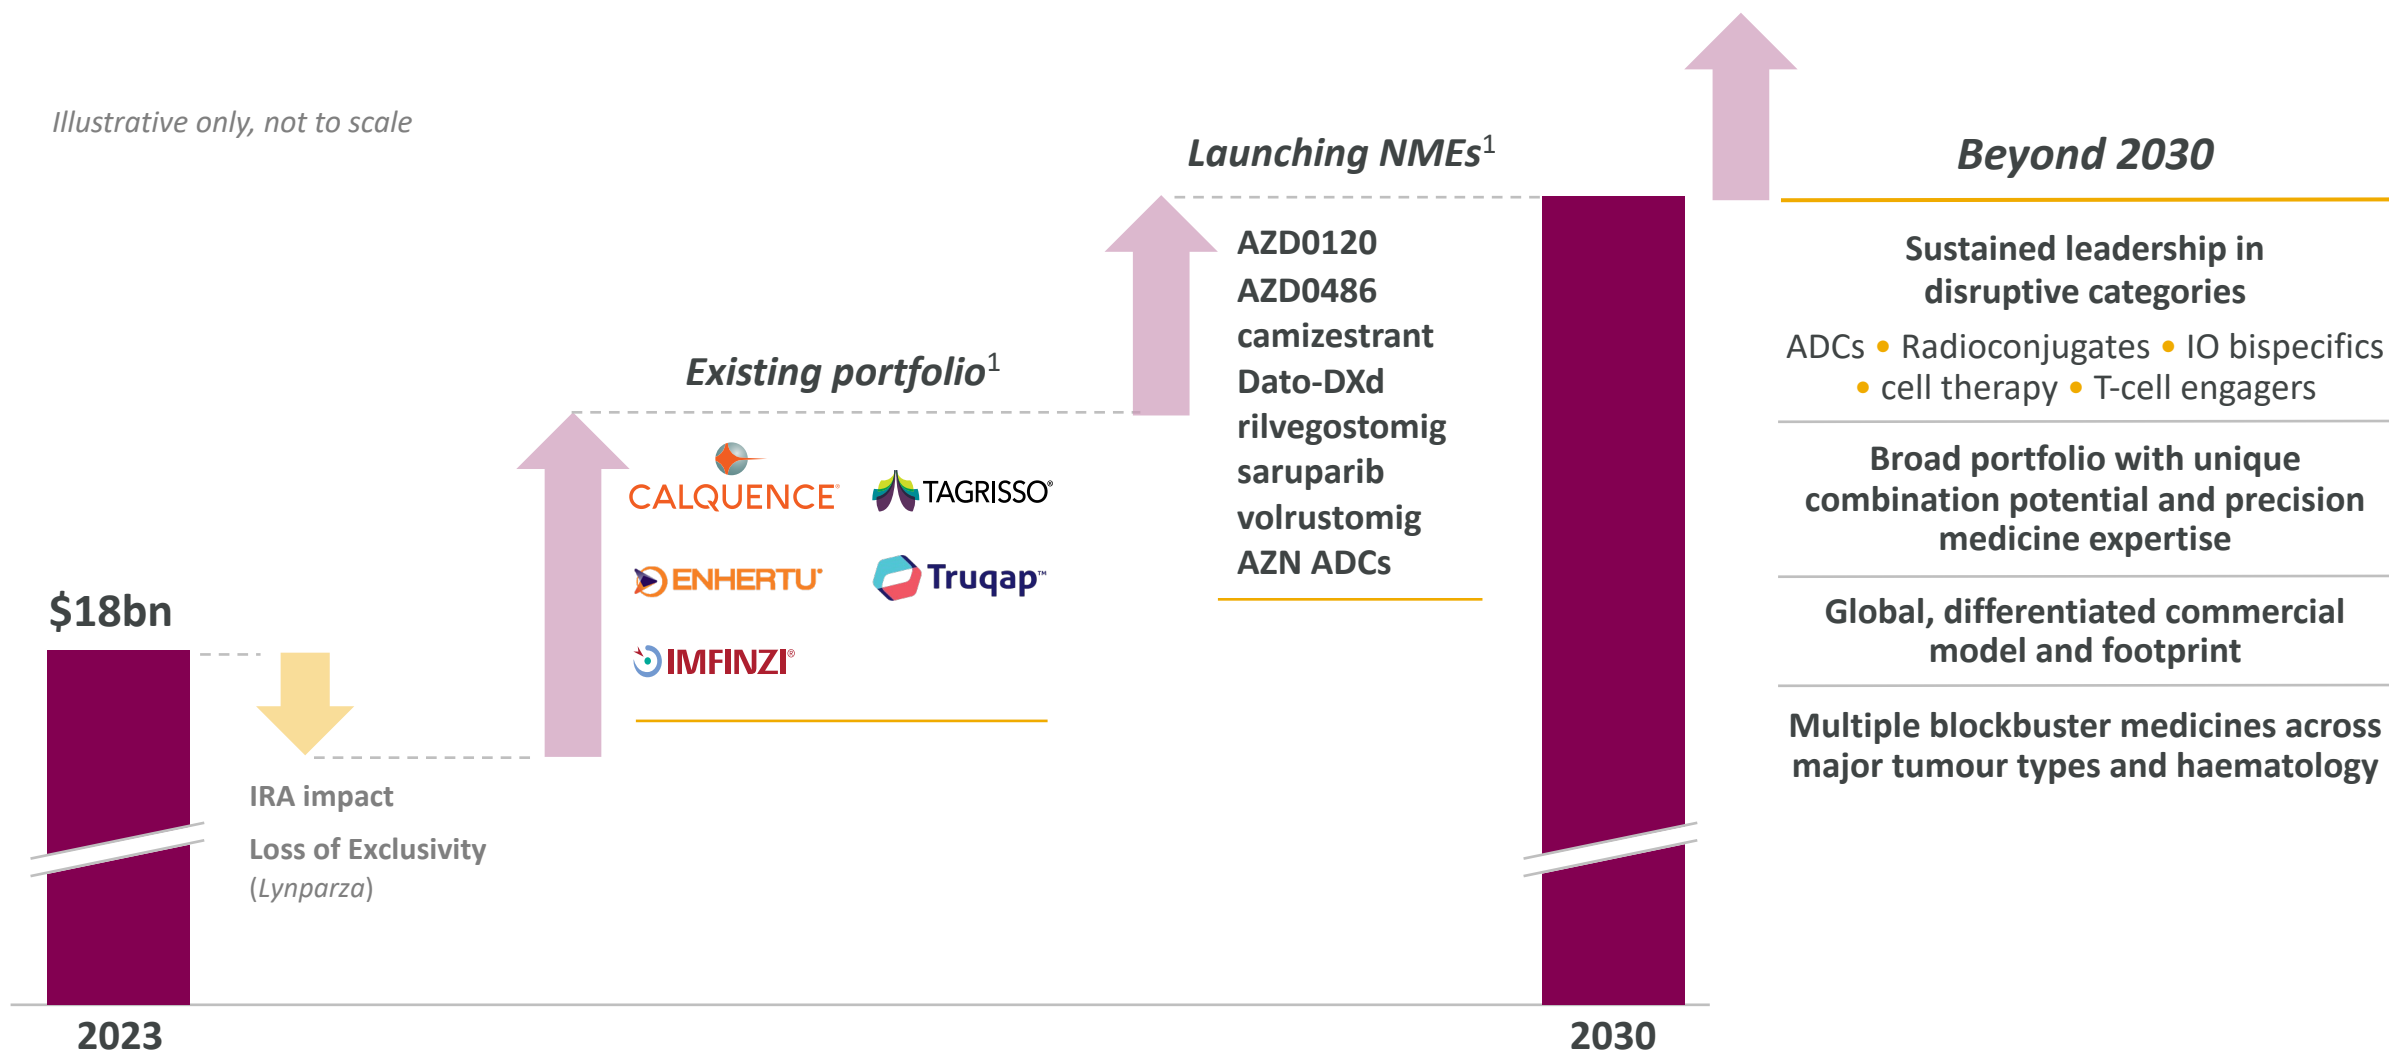 Illustrative only, not to scale
$18bn
2023
IRA impact
Loss of Exclusivity
(Lynparza)
Existing portfolio1
CALQUENCE®
TAGRISSO®
ENHERTU®
Truqap™
IMFINZI®
Launching NMEs1
AZD0120
AZD0486
camizestrant
Dato-DXd
rilvegostomig
saruparib
volrustomig
AZN ADCs
2030
Beyond 2030
Sustained leadership in
disruptive categories
ADCs • Radioconjugates • IO bispecifics
• cell therapy • T-cell engagers
Broad portfolio with unique
combination potential and precision
medicine expertise
Global, differentiated commercial
model and footprint
Multiple blockbuster medicines across
major tumour types and haematology